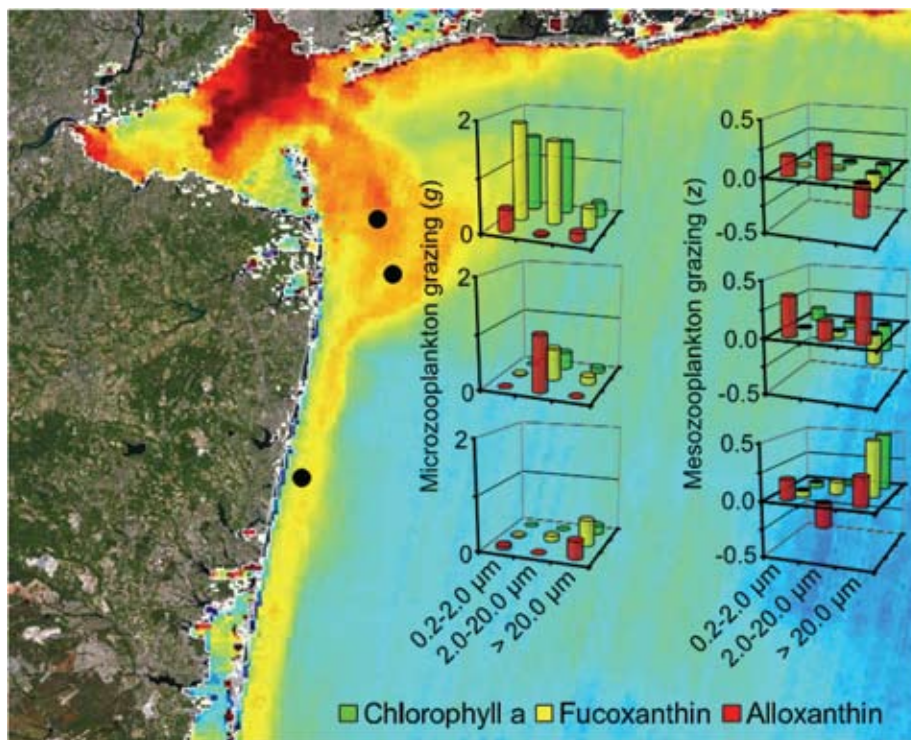 Microzooplankton grazing (g)
2
0
2
0
2
0
0.2-2.0 µm
2.0-20.0 µm
> 20.0 µm
Mesozooplankton grazing (z)
0.5
0.0
-0.5
0.5
0.0
-0.5
0.5
0.0
-0.5
0.2-2.0 µm
2.0-20.0 µm
> 20.0 µm
Chlorophyll a Fucoxanthin Alloxanthin